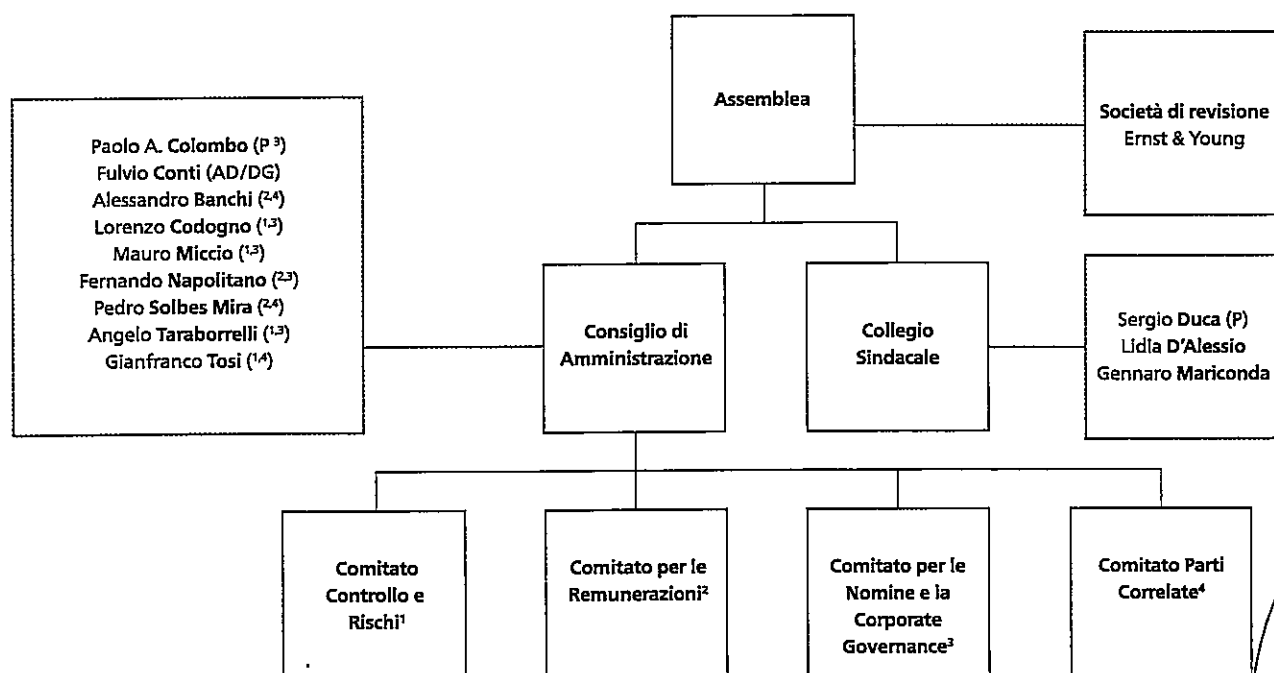 Assemblea
Società di revisione
Ernst & Young
Paolo A. Colombo (P ³)
Fulvio Conti (AD/DG)
Alessandro Banchi (²,⁴)
Lorenzo Codogno (¹,³)
Mauro Miccio (¹,³)
Fernando Napolitano (²,³)
Pedro Solbes Mira (²,⁴)
Angelo Taraborrelli (¹,³)
Gianfranco Tosi (¹,⁴)
Consiglio di
Amministrazione
Collegio
Sindacale
Sergio Duca (P)
Lidia D'Alessio
Gennaro Mariconda
Comitato
Controllo e
Rischi¹
Comitato per le
Remunerazioni²
Comitato per le
Nomine e la
Corporate
Governance³
Comitato Parti
Correlate⁴